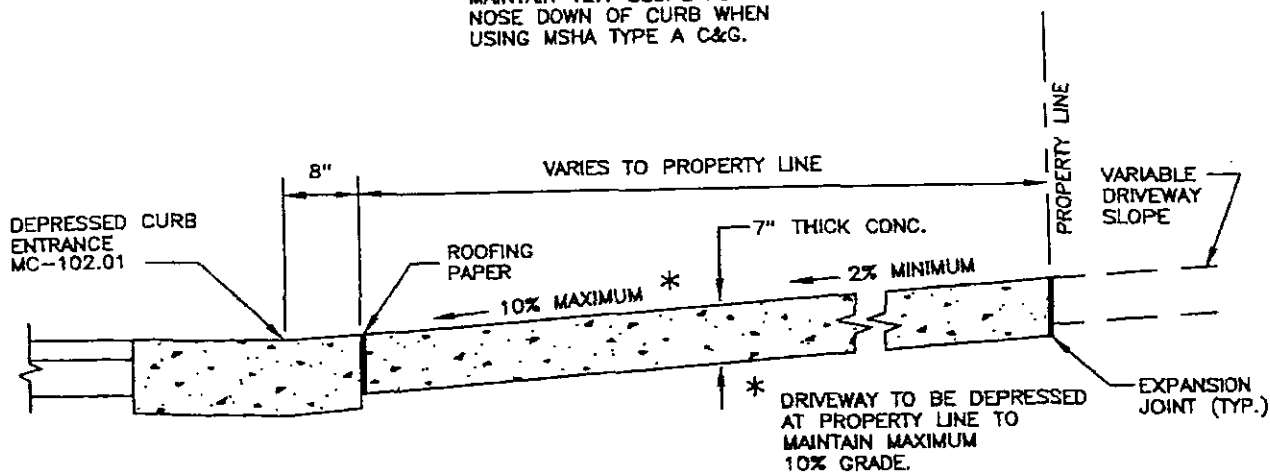 NOSE DOWN OF CURB WHEN
USING MSHA TYPE A C&G.
PROPERTY LINE
8"
VARIES TO PROPERTY LINE
VARIABLE
DRIVEWAY
SLOPE
DEPRESSED CURB
ENTRANCE
MC-102.01
ROOFING
PAPER
7" THICK CONC.
10% MAXIMUM *
2% MINIMUM
* DRIVEWAY TO BE DEPRESSED
AT PROPERTY LINE TO
MAINTAIN MAXIMUM
10% GRADE.
EXPANSION
JOINT (TYP.)